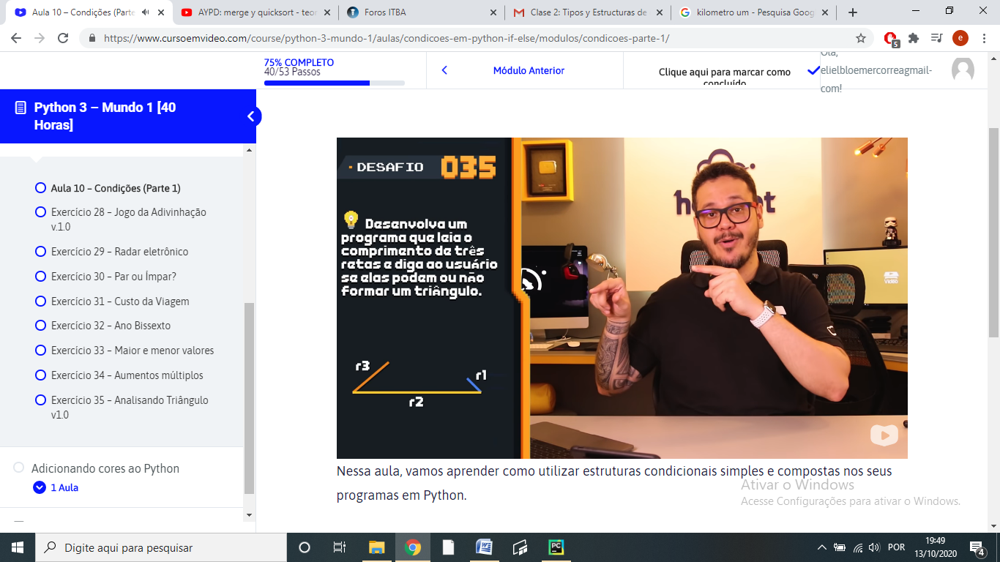 Aula 10 – Condições (Parte
AYPD: merge y quicksort - teor
Foros ITBA
Clase 2: Tipos y Estructuras de
kilometro um - Pesquisa Goog
https://www.cursoemvideo.com/course/python-3-mundo-1/aulas/condicoes-em-python-if-else/modulos/condicoes-parte-1/
5
e
75% COMPLETO
40/53 Passos
Módulo Anterior
Clique aqui para marcar como
concluído
Olá,
elielbloemercorreagmail-
com!
Python 3 – Mundo 1 [40
Horas]
Aula 10 – Condições (Parte 1)
Exercício 28 – Jogo da Adivinhação
v.1.0
Exercício 29 – Radar eletrônico
Exercício 30 – Par ou Ímpar?
Exercício 31 – Custo da Viagem
Exercício 32 – Ano Bissexto
Exercício 33 – Maior e menor valores
Exercício 34 – Aumentos múltiplos
Exercício 35 – Analisando Triângulo
v1.0
Adicionando cores ao Python
1 Aula
DESAFIO 035
Desenvolva um
programa que leia o
comprimento de três
retas e diga ao usuário
se elas podem ou não
formar um triângulo.
r3
r1
r2
Nessa aula, vamos aprender como utilizar estruturas condicionais simples e compostas nos seus
programas em Python.
Ativar o Windows
Acesse Configurações para ativar o Windows.
Digite aqui para pesquisar
PC
POR
19:49
13/10/2020
4